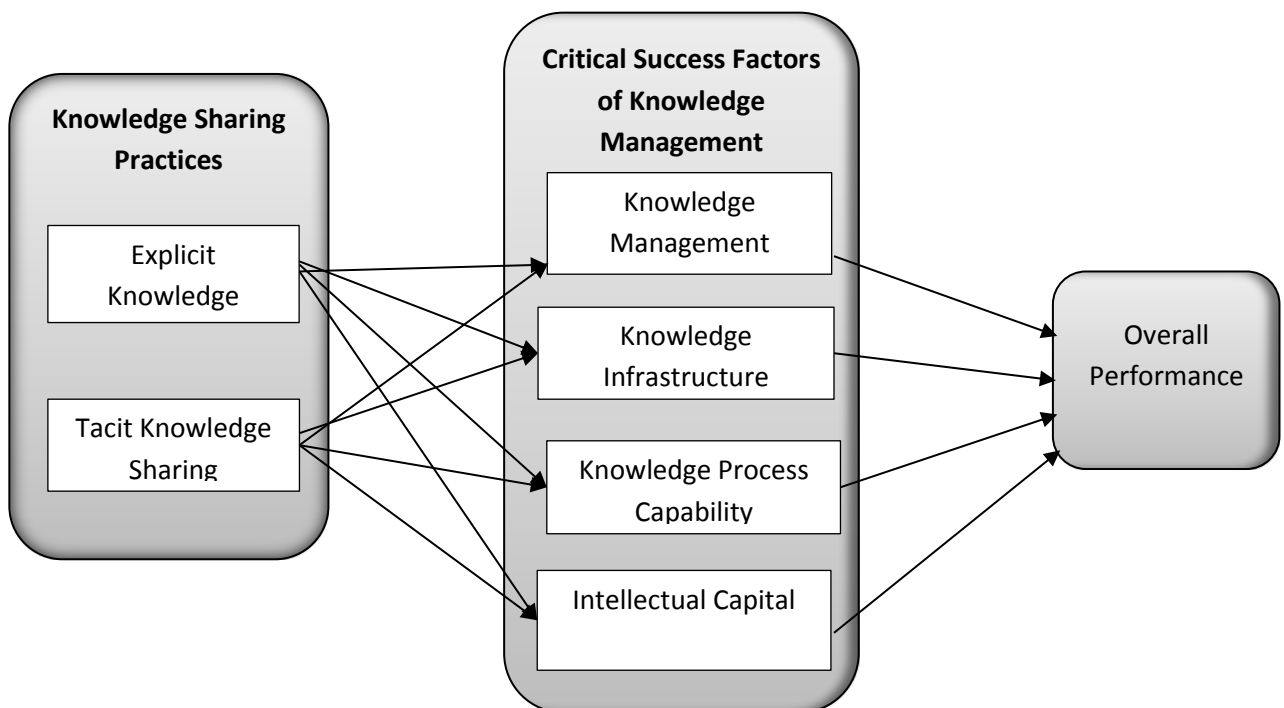 Knowledge Sharing
Practices
Explicit
Knowledge
Tacit Knowledge
Sharing
Critical Success Factors
of Knowledge
Management
Knowledge
Management
Knowledge
Infrastructure
Knowledge Process
Capability
Intellectual Capital
Overall
Performance